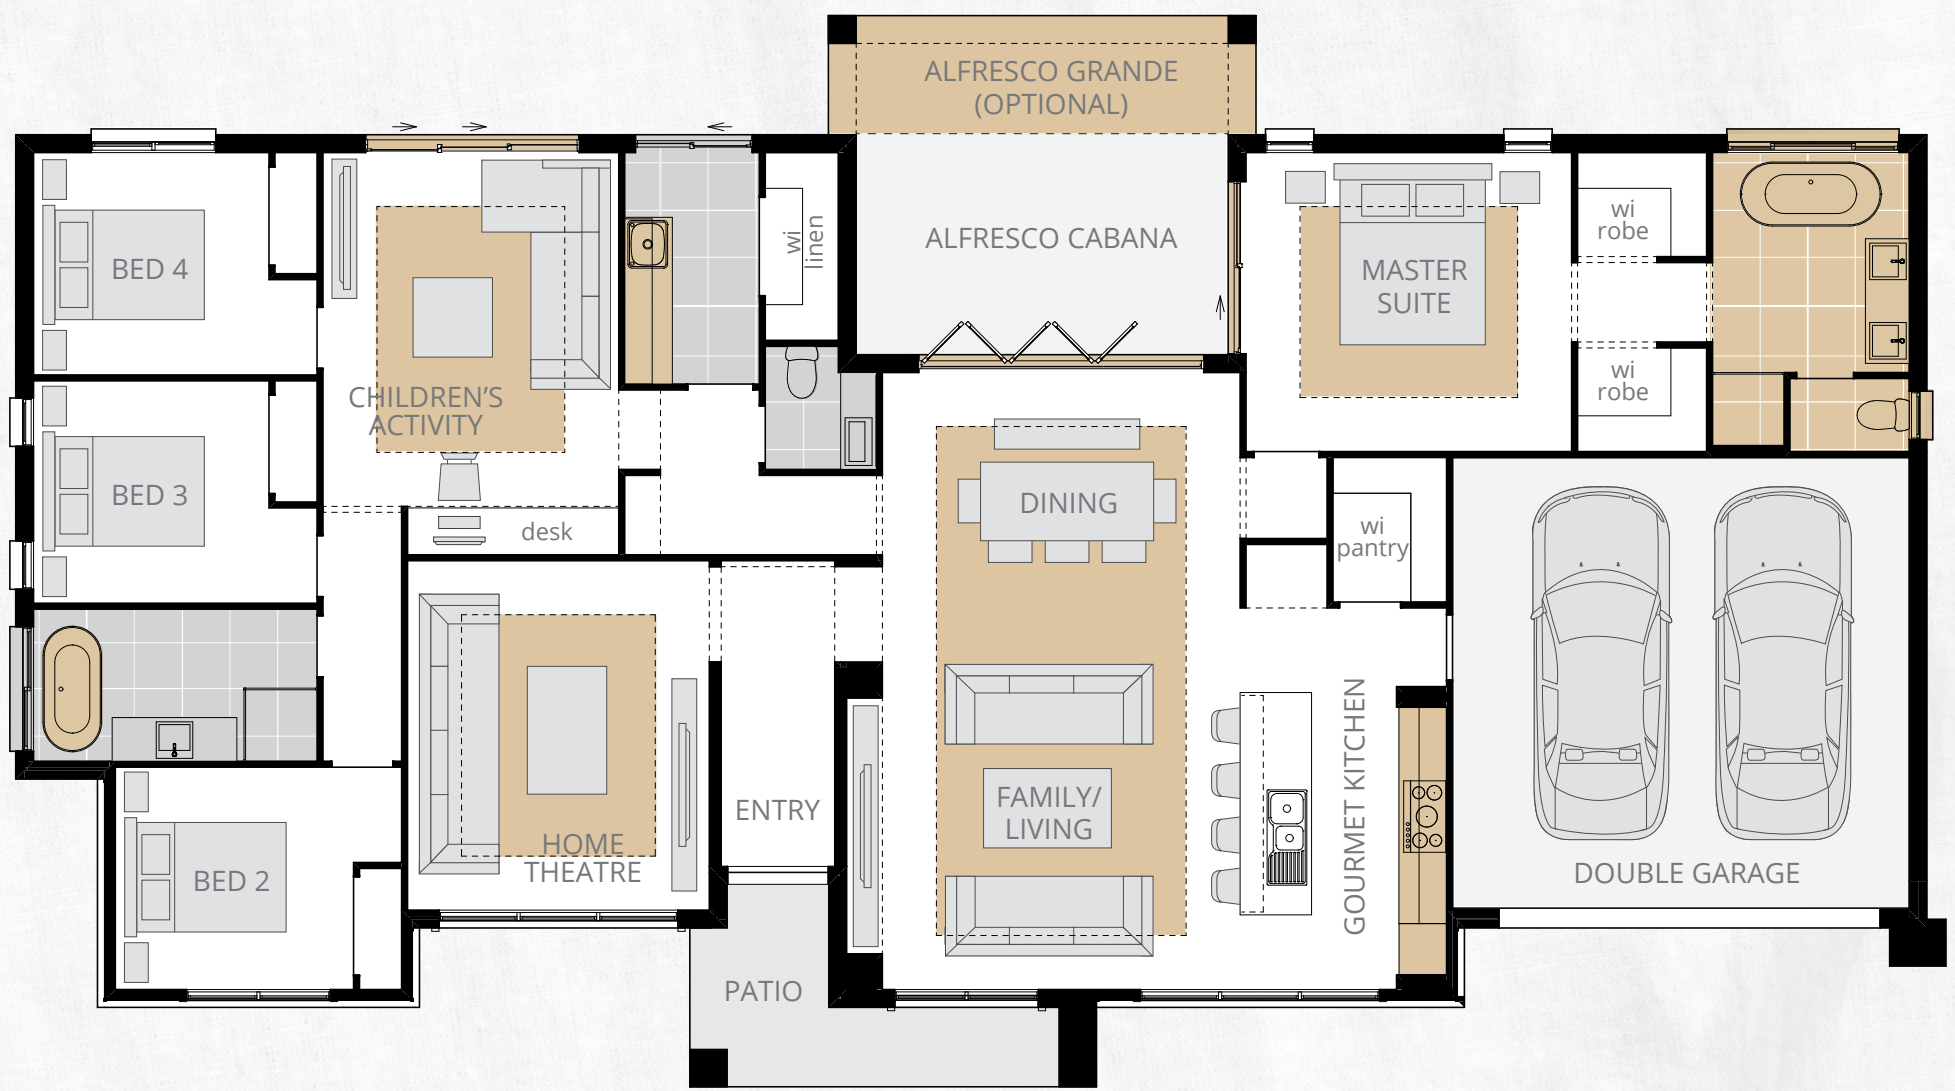 ALFRESCO GRANDE
(OPTIONAL)
ALFRESCO CABANA
BED 4
wi
linen
MASTER
SUITE
wi
robe
wi
robe
CHILDREN'S
ACTIVITY
BED 3
desk
DINING
wi
pantry
HOME
THEATRE
ENTRY
FAMILY/
LIVING
GOURMET KITCHEN
DOUBLE GARAGE
BED 2
PATIO